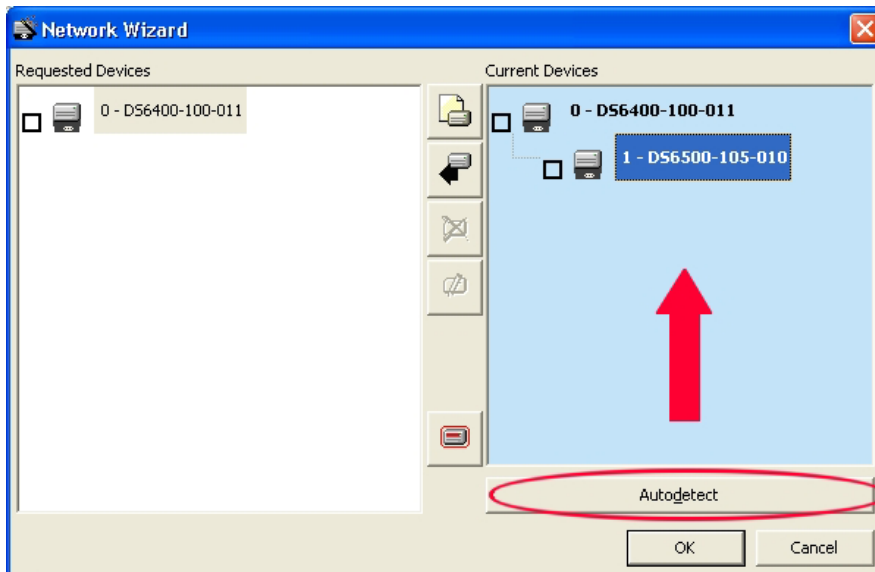 Network Wizard
Requested Devices
Current Devices
0 - DS6400-100-011
0 - DS6400-100-011
1 - DS6500-105-010
Autodetect
OK
Cancel